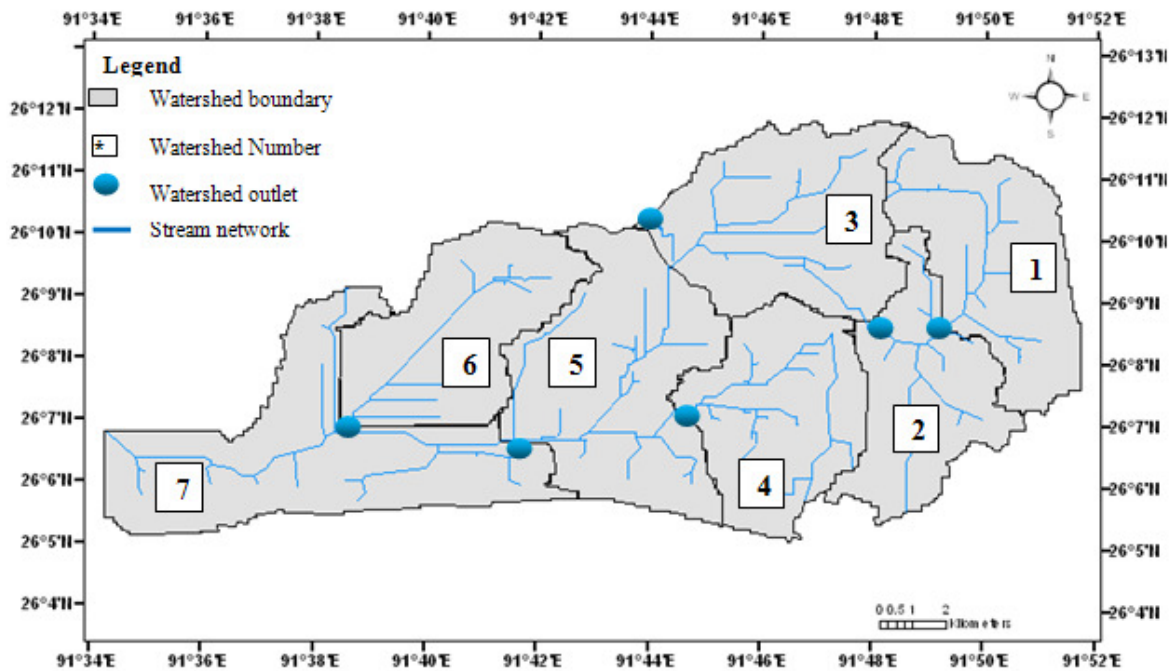 91°34'E 91°36'E 91°38'E 91°40'E 91°42'E 91°44'E 91°46'E 91°48'E 91°50'E 91°52'E
Legend
Watershed boundary
* Watershed Number
Watershed outlet
Stream network
26°12'N
26°11'N
26°10'N
26°9'N
26°8'N
26°7'N
26°6'N
26°5'N
26°4'N
N
W E
S
3
1
6
5
2
7
4
26°13'N
26°12'N
26°11'N
26°10'N
26°9'N
26°8'N
26°7'N
26°6'N
26°5'N
26°4'N
0 0.5 1 2
Kilometers
91°34'E 91°36'E 91°38'E 91°40'E 91°42'E 91°44'E 91°46'E 91°48'E 91°50'E 91°52'E